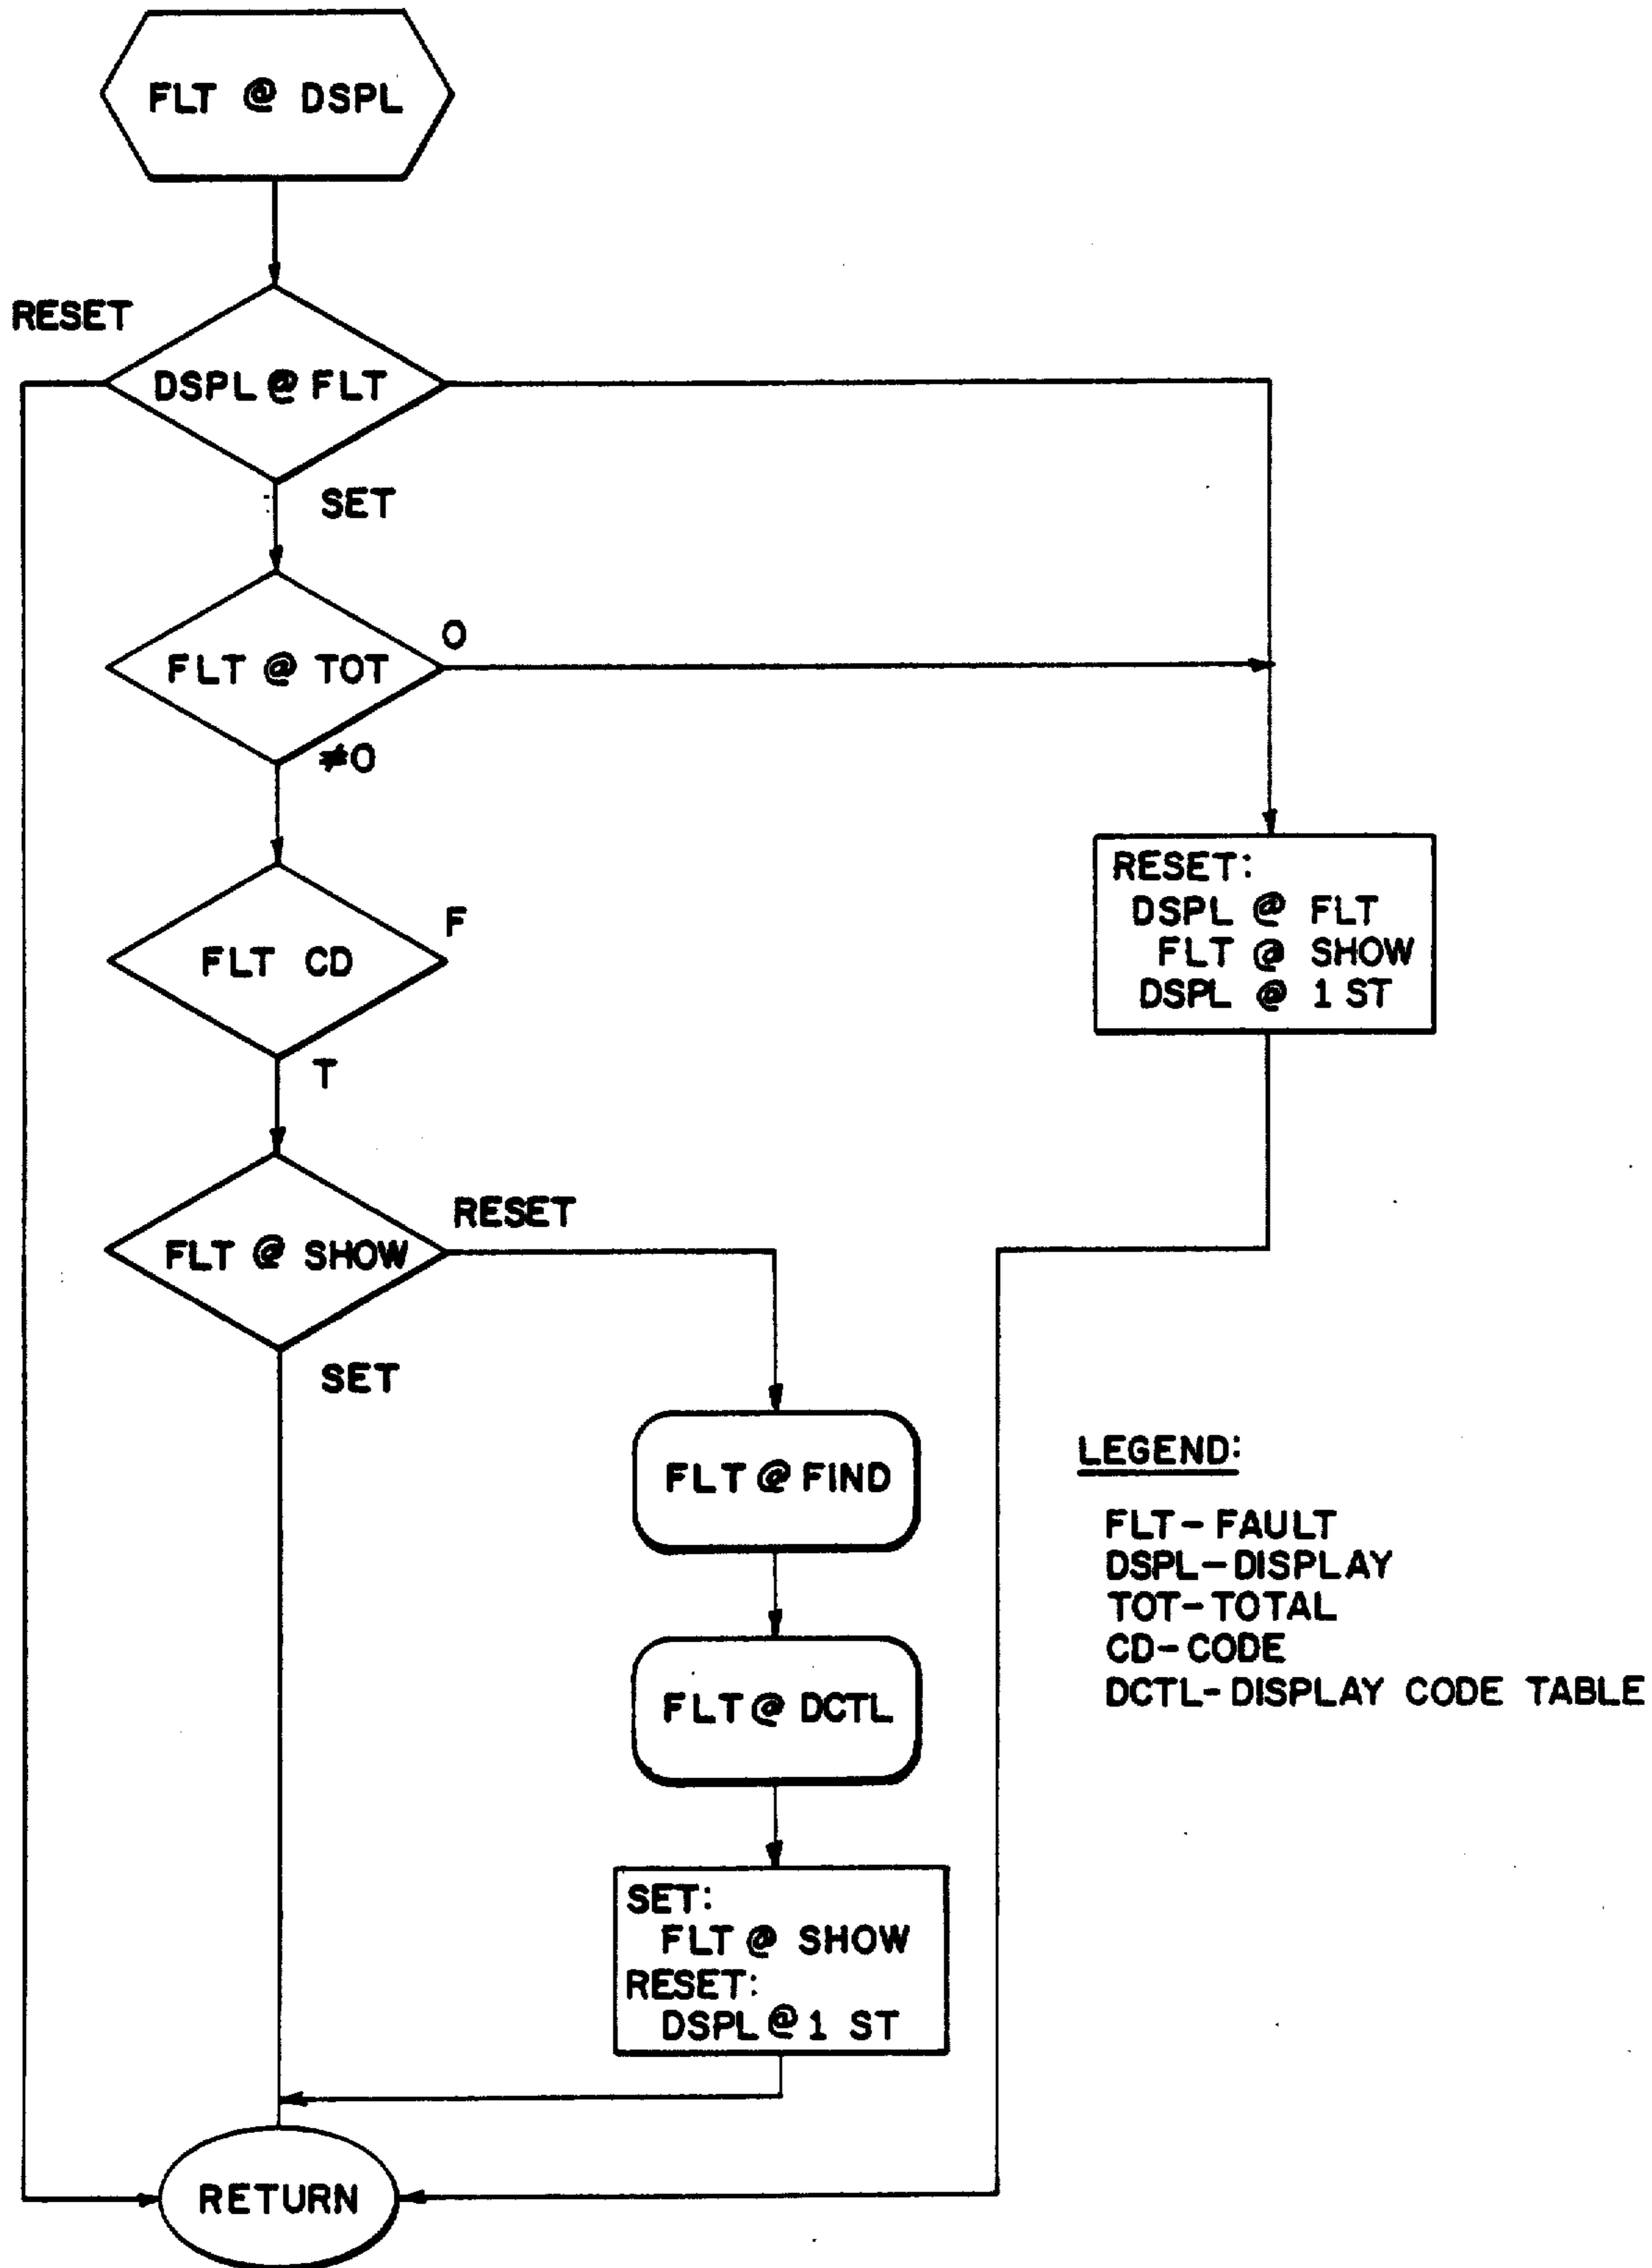 FLT @ DSPL
RESET
DSPL @ FLT
SET
FLT @ TOT
O
≠O
FLT CD
F
T
RESET:
DSPL @ FLT
FLT @ SHOW
DSPL @ 1 ST
FLT @ SHOW
RESET
SET
FLT @ FIND
FLT @ DCTL
SET:
FLT @ SHOW
RESET:
DSPL @ 1 ST
RETURN
LEGEND:
FLT - FAULT
DSPL - DISPLAY
TOT - TOTAL
CD - CODE
DCTL - DISPLAY CODE TABLE